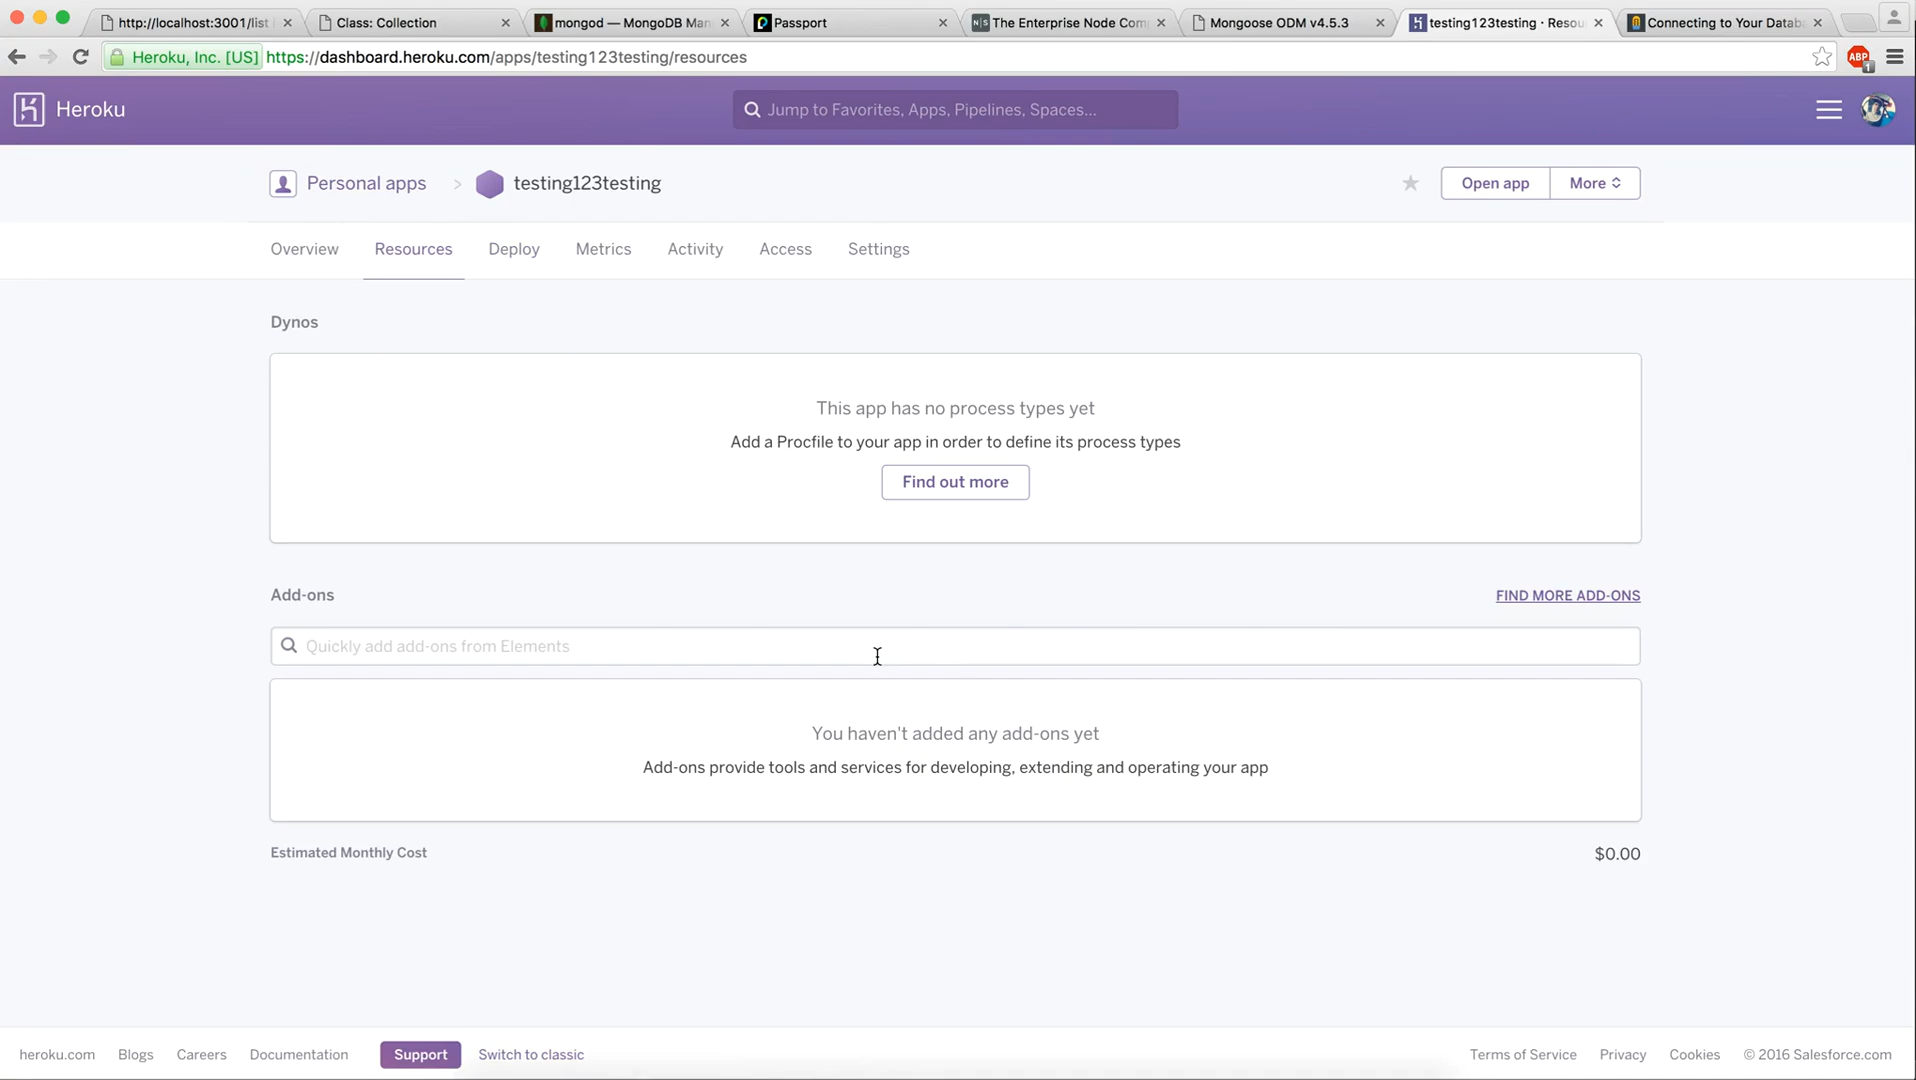 http://localhost:3001/list
Class: Collection
mongod — MongoDB Man
Passport
The Enterprise Node Com
Mongoose ODM v4.5.3
testing123testing · Resou
Connecting to Your Datab
Heroku, Inc. [US] https://dashboard.heroku.com/apps/testing123testing/resources
ABP
1
Heroku
Jump to Favorites, Apps, Pipelines, Spaces...
Personal apps > testing123testing
Open app
More
Overview
Resources
Deploy
Metrics
Activity
Access
Settings
Dynos
This app has no process types yet
Add a Procfile to your app in order to define its process types
Find out more
Add-ons
FIND MORE ADD-ONS
Quickly add add-ons from Elements
You haven't added any add-ons yet
Add-ons provide tools and services for developing, extending and operating your app
Estimated Monthly Cost
$0.00
heroku.com
Blogs
Careers
Documentation
Support
Switch to classic
Terms of Service
Privacy
Cookies
© 2016 Salesforce.com